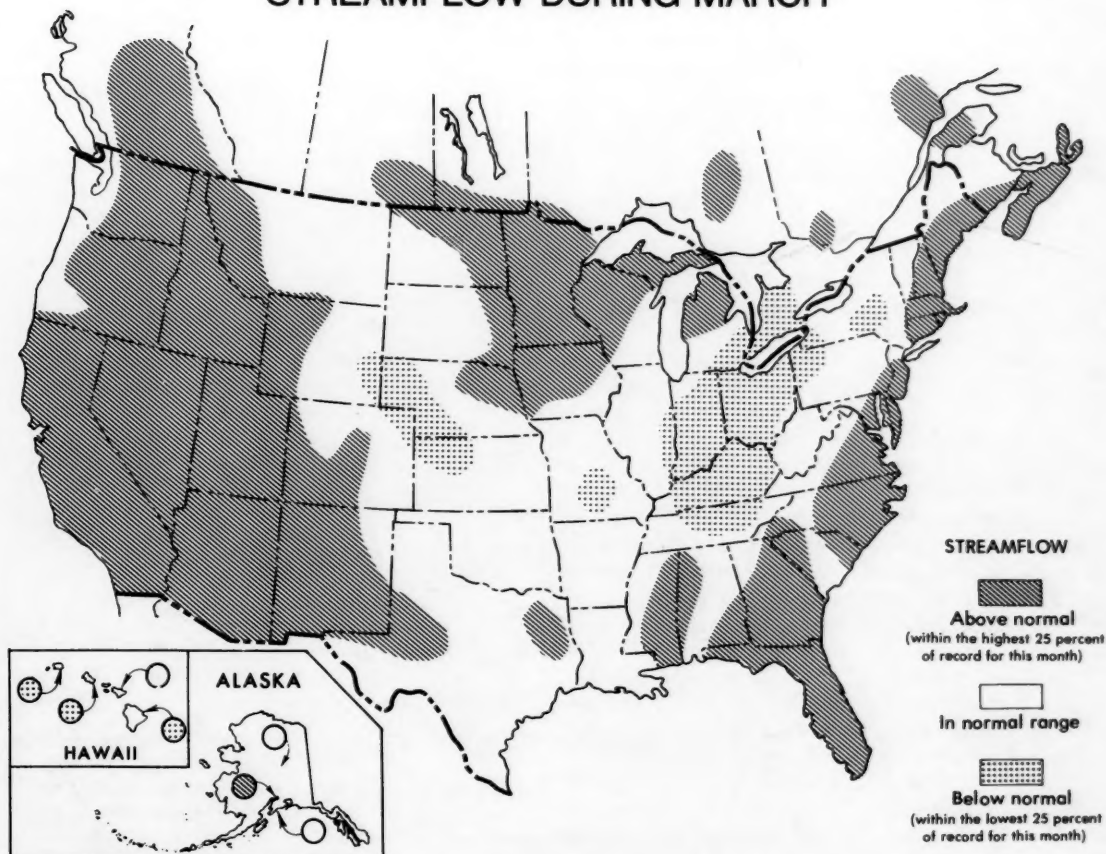 STREAMFLOW DURING MARCH
STREAMFLOW
Above normal
(within the highest 25 percent
of record for this month)
In normal range
Below normal
(within the lowest 25 percent
of record for this month)
ALASKA
HAWAII